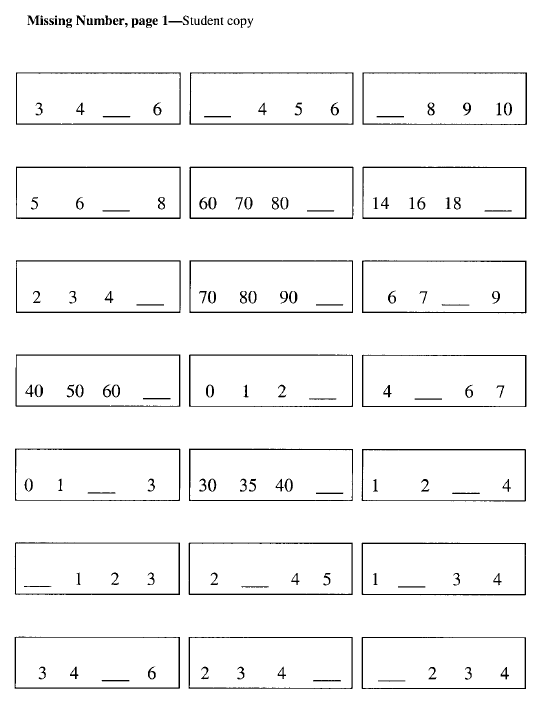 Missing Number, page 1—Student copy
3 4 ___ 6 ___ 4 5 6 ___ 8 9 10
5 6 ___ 8 60 70 80 ___ 14 16 18 ___
2 3 4 ___ 70 80 90 ___ 6 7 ___ 9
40 50 60 ___ 0 1 2 ___ 4 ___ 6 7
0 1 ___ 3 30 35 40 ___ 1 2 ___ 4
___ 1 2 3 2 ___ 4 5 1 ___ 3 4
3 4 ___ 6 2 3 4 ___ ___ 2 3 4